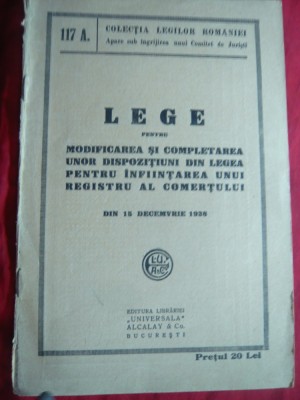 117 A.
COLECȚIA LEGILOR ROMÂNIEI
Apare sub îngrijirea unui Comitet de Juriști
LEGE
PENTRU
MODIFICAREA ȘI COMPLETAREA
UNOR DISPOZIȚIUNI DIN LEGEA
PENTRU ÎNFIINȚAREA UNUI
REGISTRU AL COMERȚULUI
DIN 15 DECEMVRIE 1938
EDITURA LIBRĂRIEI
„UNIVERSALA"
ALCALAY & Co.
BUCUREȘTI
Prețul 20 Lei